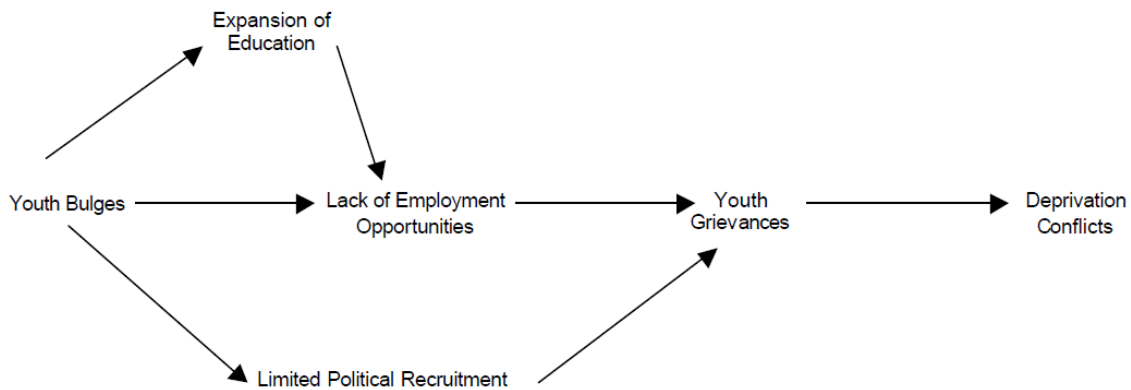 Expansion of
Education
Youth Bulges
Lack of Employment
Opportunities
Youth
Grievances
Deprivation
Conflicts
Limited Political Recruitment